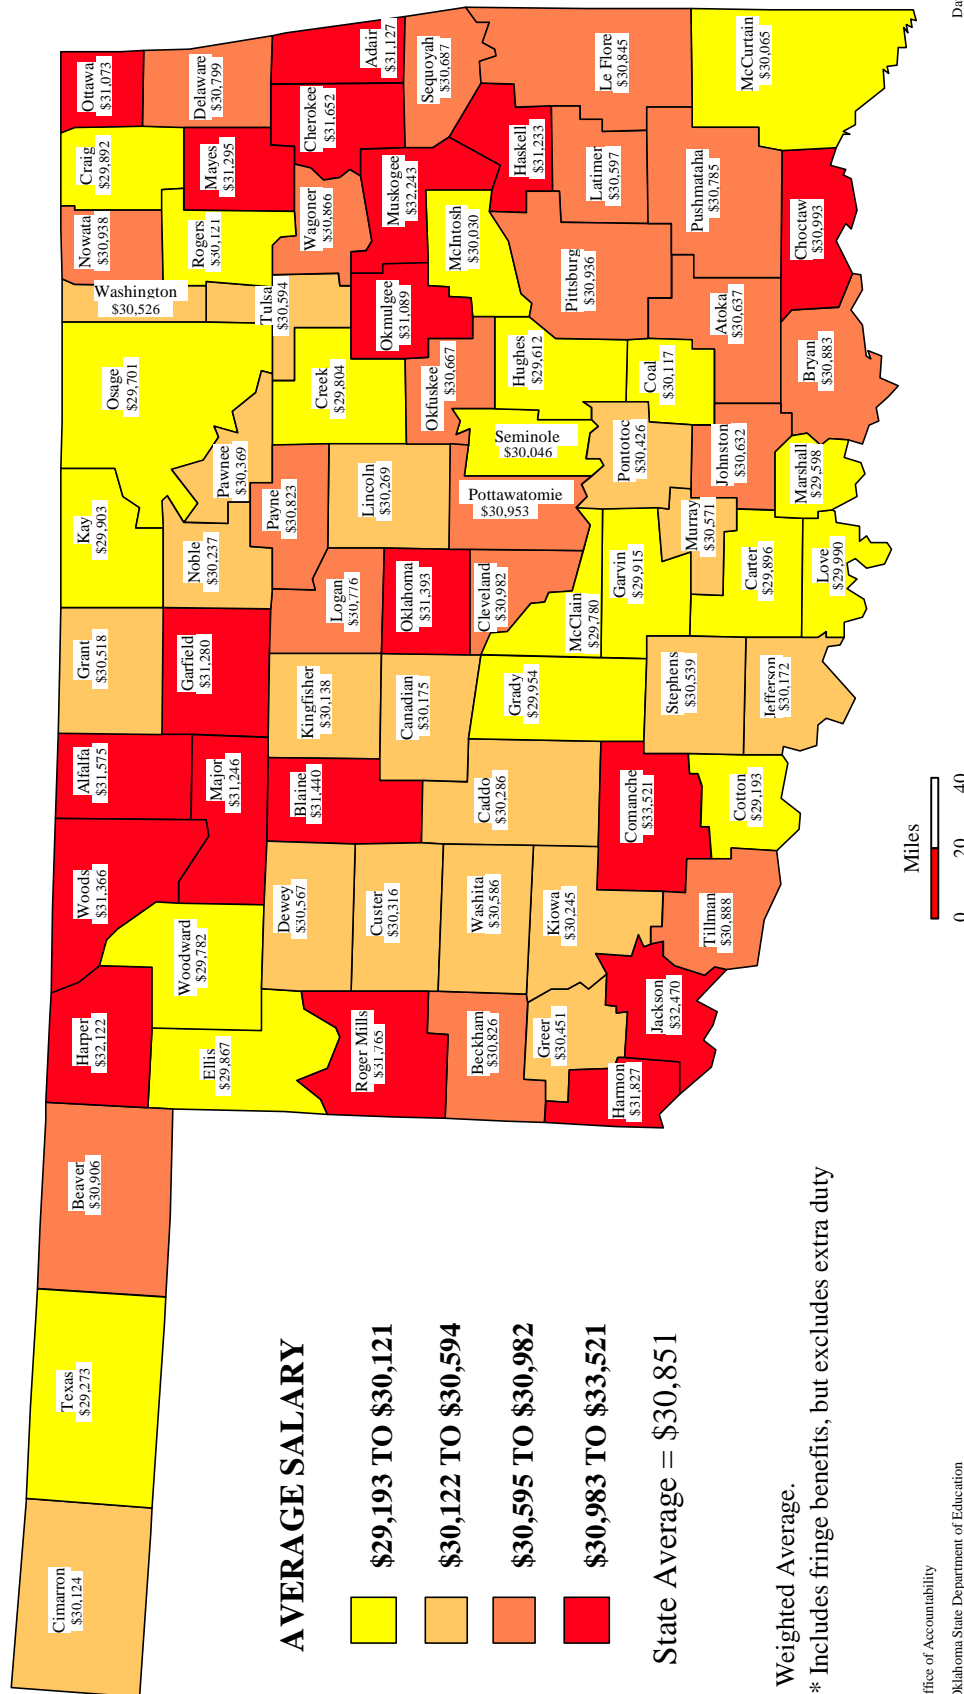 Cimarron
$30,124
Texas
$29,273
Beaver
$30,906
Harper
$32,122
Woods
$31,366
Alfalfa
$31,575
Grant
$30,518
Kay
$29,903
Osage
$29,701
Washington
$30,526
Nowata
$30,938
Craig
$29,892
Ottawa
$31,073
Ellis
$29,867
Woodward
$29,782
Major
$31,246
Garfield
$31,280
Noble
$30,237
Pawnee
$30,369
Rogers
$30,121
Mayes
$31,295
Delaware
$30,799
Tulsa
$30,594
Payne
$30,823
Dewey
$30,567
Blaine
$31,440
Kingfisher
$30,138
Logan
$30,776
Lincoln
$30,269
Creek
$29,804
Wagoner
$30,866
Cherokee
$31,652
Adair
$31,127
Roger Mills
$31,765
Custer
$30,316
Canadian
$30,175
Oklahoma
$31,393
Okfuskee
$30,667
Okmulgee
$31,089
Muskogee
$32,243
Sequoyah
$30,687
Beckham
$30,826
Washita
$30,586
Caddo
$30,286
Grady
$29,954
Cleveland
$30,982
Pottawatomie
$30,953
Seminole
$30,046
Hughes
$29,612
McIntosh
$30,030
Haskell
$31,233
Greer
$30,451
Kiowa
$30,245
McClain
$29,780
Garvin
$29,915
Pontotoc
$30,426
Coal
$30,117
Pittsburg
$30,936
Latimer
$30,597
Le Flore
$30,845
Harmon
$31,827
Jackson
$32,470
Tillman
$30,888
Comanche
$33,521
Cotton
$29,193
Stephens
$30,539
Jefferson
$30,172
Murray
$30,571
Carter
$29,896
Love
$29,990
Johnston
$30,632
Marshall
$29,598
Atoka
$30,637
Bryan
$30,883
Pushmataha
$30,785
Choctaw
$30,993
McCurtain
$30,065
AVERAGE SALARY
$29,193 TO $30,121
$30,122 TO $30,594
$30,595 TO $30,982
$30,983 TO $33,521
State Average = $30,851
Weighted Average.
* Includes fringe benefits, but excludes extra duty
Miles
0 20 40
ffice of Accountability
Oklahoma State Department of Education
Da